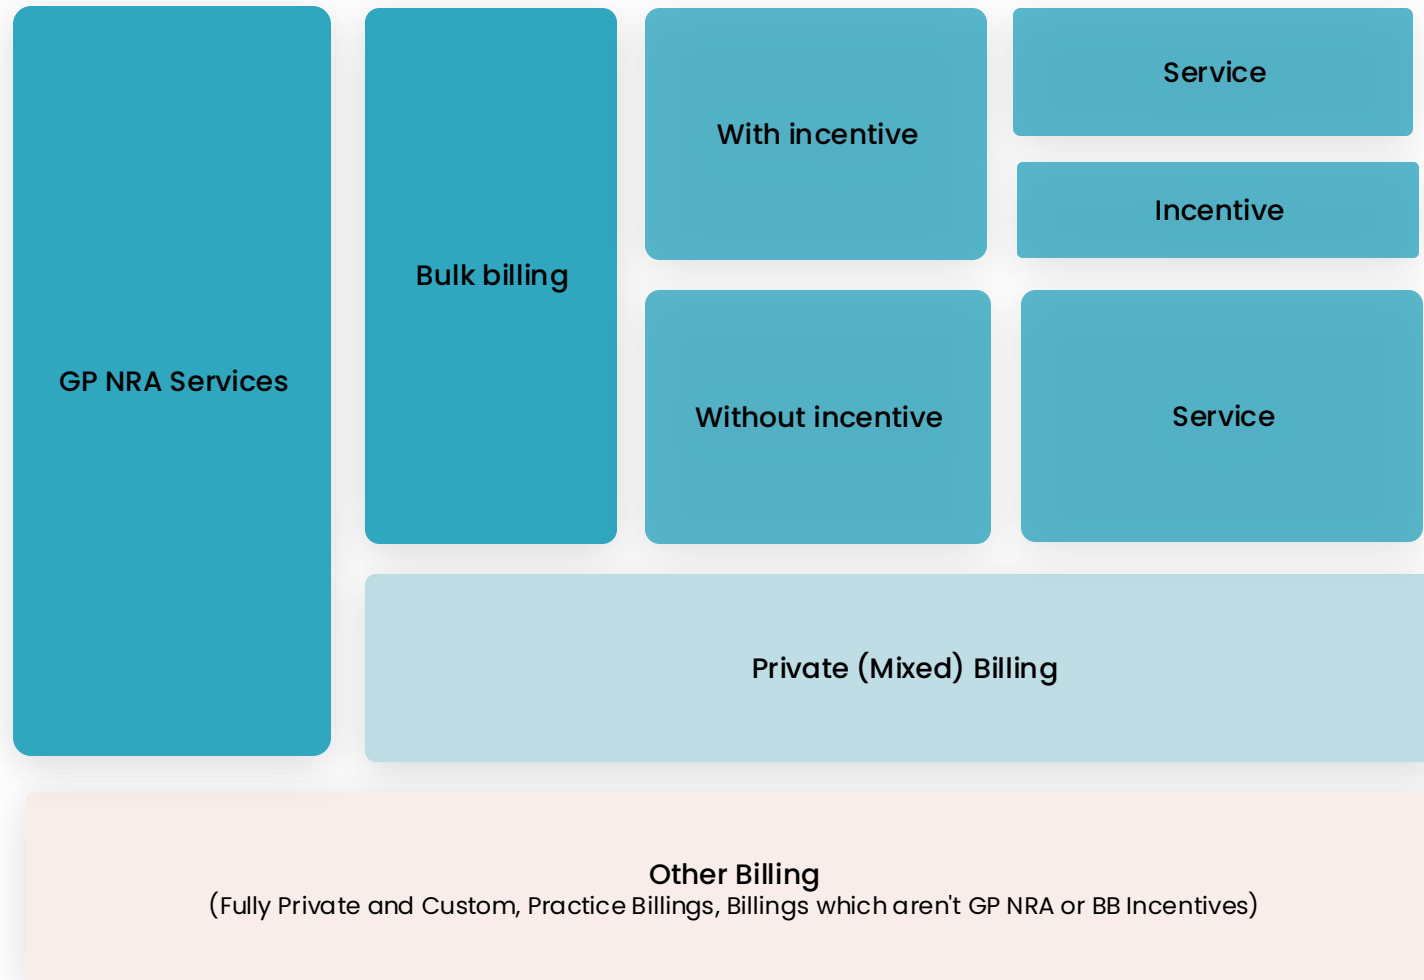 Service
With incentive
Incentive
Bulk billing
GP NRA Services
Without incentive
Service
Private (Mixed) Billing
Other Billing
(Fully Private and Custom, Practice Billings, Billings which aren't GP NRA or BB Incentives)